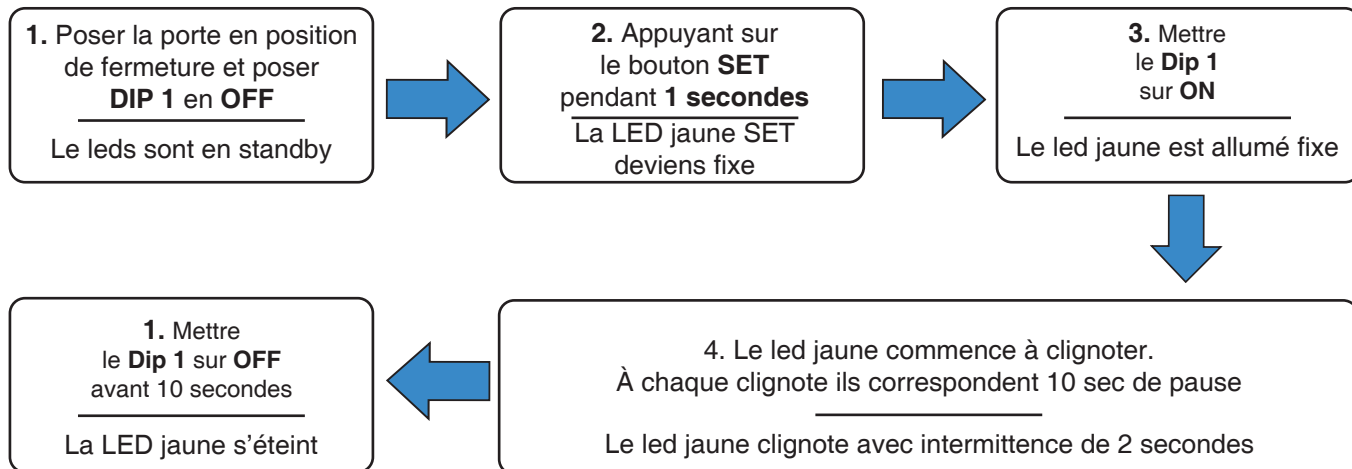 1. Poser la porte en position
de fermeture et poser
DIP 1 en OFF
Le leds sont en standby
2. Appuyant sur
le bouton SET
pendant 1 secondes
La LED jaune SET
deviens fixe
3. Mettre
le Dip 1
sur ON
Le led jaune est allumé fixe
4. Le led jaune commence à clignoter.
À chaque clignote ils correspondent 10 sec de pause
Le led jaune clignote avec intermittence de 2 secondes
1. Mettre
le Dip 1 sur OFF
avant 10 secondes
La LED jaune s’éteint